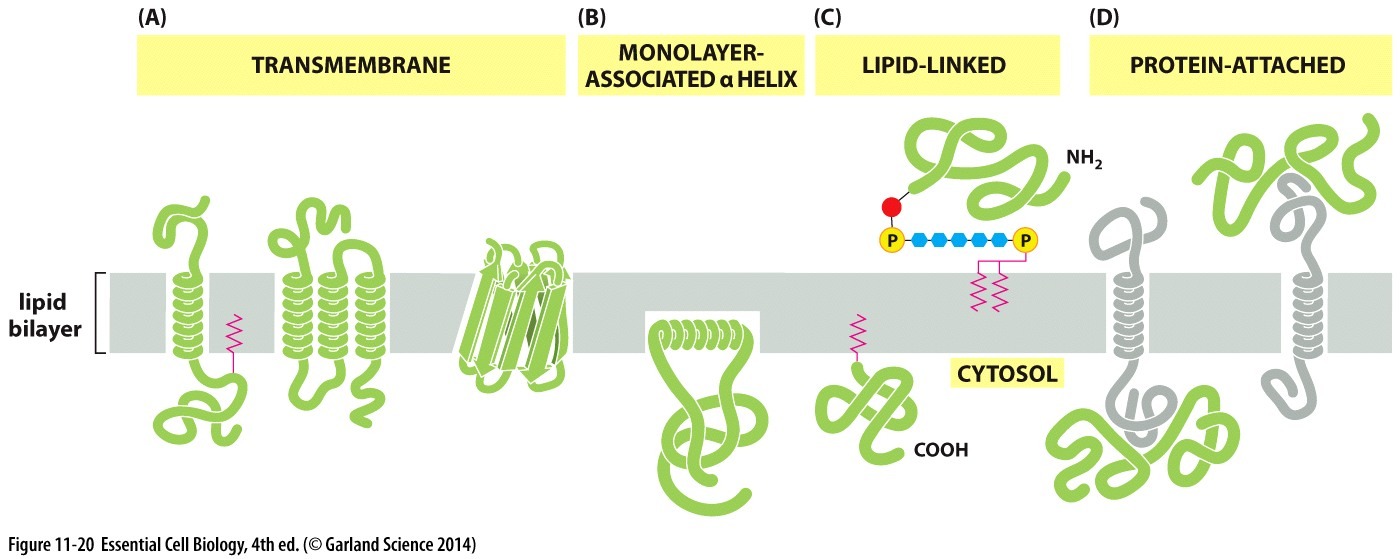 (A)
TRANSMEMBRANE
(B)
MONOLAYER-
ASSOCIATED α HELIX
(C)
LIPID-LINKED
(D)
PROTEIN-ATTACHED
NH₂
P
P
lipid
bilayer
CYTOSOL
COOH
Figure 11-20 Essential Cell Biology, 4th ed. (© Garland Science 2014)